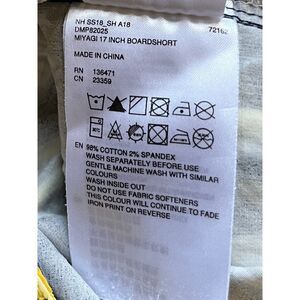 NH SS18_SH A18
DMP82025 72162
MIYAGI 17 INCH BOARDSHORT
MADE IN CHINA
RN 136471
CN 23359
EN 98% COTTON 2% SPANDEX
WASH SEPARATELY BEFORE USE
GENTLE MACHINE WASH WITH SIMILAR
COLOURS
WASH INSIDE OUT
DO NOT USE FABRIC SOFTENERS
THIS COLOUR WILL CONTINUE TO FADE
IRON PRINT ON REVERSE